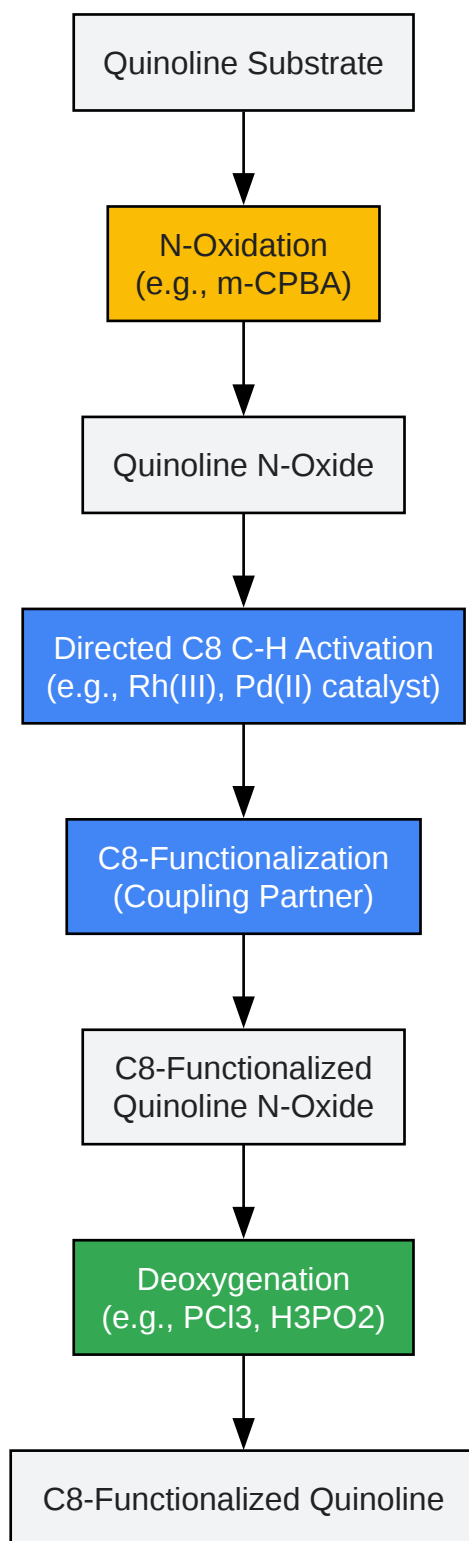 Quinoline Substrate
N-Oxidation
(e.g., m-CPBA)
Quinoline N-Oxide
Directed C8 C-H Activation
(e.g., Rh(III), Pd(II) catalyst)
C8-Functionalization
(Coupling Partner)
C8-Functionalized
Quinoline N-Oxide
Deoxygenation
(e.g., PCl3, H3PO2)
C8-Functionalized Quinoline